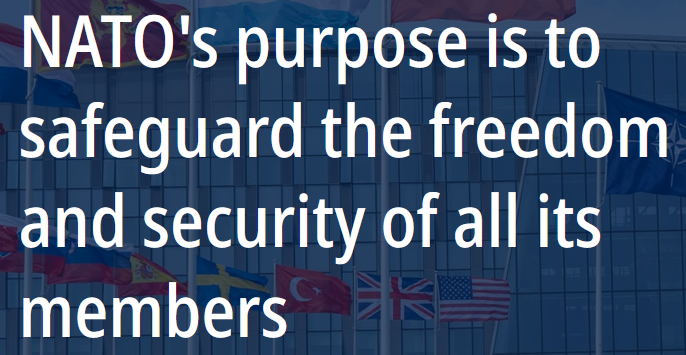 NATO's purpose is to
safeguard the freedom
and security of all its
members